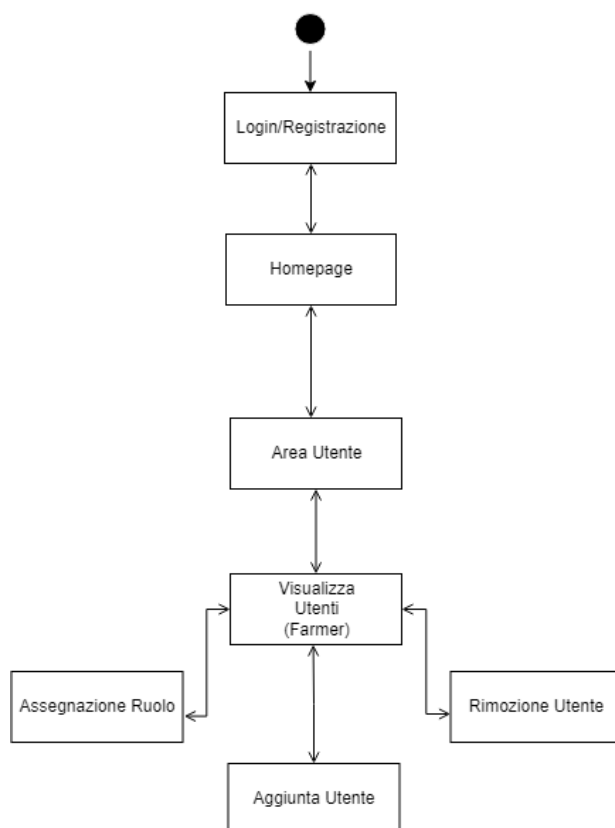 Login/Registrazione
Homepage
Area Utente
Visualizza
Utenti
(Farmer)
Assegnazione Ruolo
Rimozione Utente
Aggiunta Utente